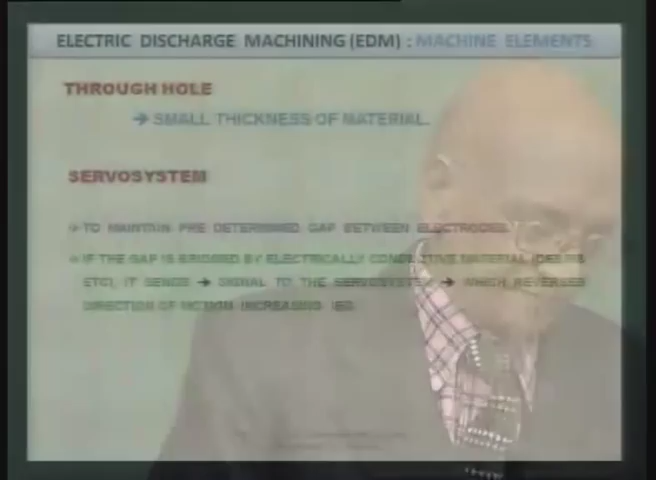 ELECTRIC DISCHARGE MACHINING (EDM) : MACHINE ELEMENTS
THROUGH HOLE
→ SMALL THICKNESS OF MATERIAL.
SERVOSYSTEM
TO MAINTAIN PRE DETERMINED GAP BETWEEN ELECTRODES.
IF THE GAP IS BRIDGED BY ELECTRICALLY CONDUCTIVE MATERIAL (DEBRIS
ETC), IT SENDS → SIGNAL TO THE SERVOSYSTEM → WHICH REVERSES
DIRECTION OF MOTION INCREASING IEG.